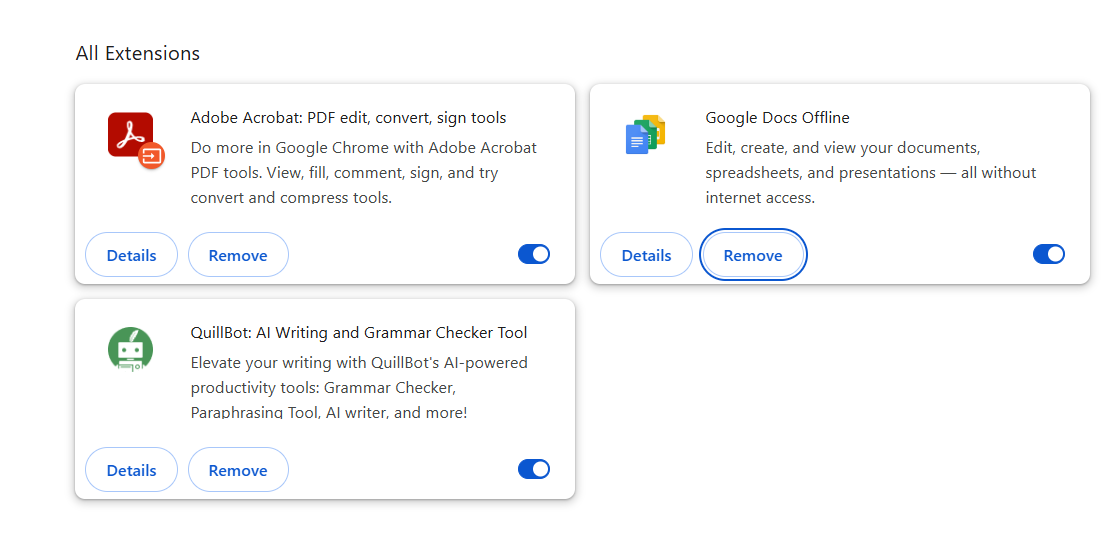 All Extensions
Adobe Acrobat: PDF edit, convert, sign tools
Do more in Google Chrome with Adobe Acrobat
PDF tools. View, fill, comment, sign, and try
convert and compress tools.
Details
Remove
Google Docs Offline
Edit, create, and view your documents,
spreadsheets, and presentations — all without
internet access.
Details
Remove
QuillBot: AI Writing and Grammar Checker Tool
Elevate your writing with QuillBot's AI-powered
productivity tools: Grammar Checker,
Paraphrasing Tool, AI writer, and more!
Details
Remove